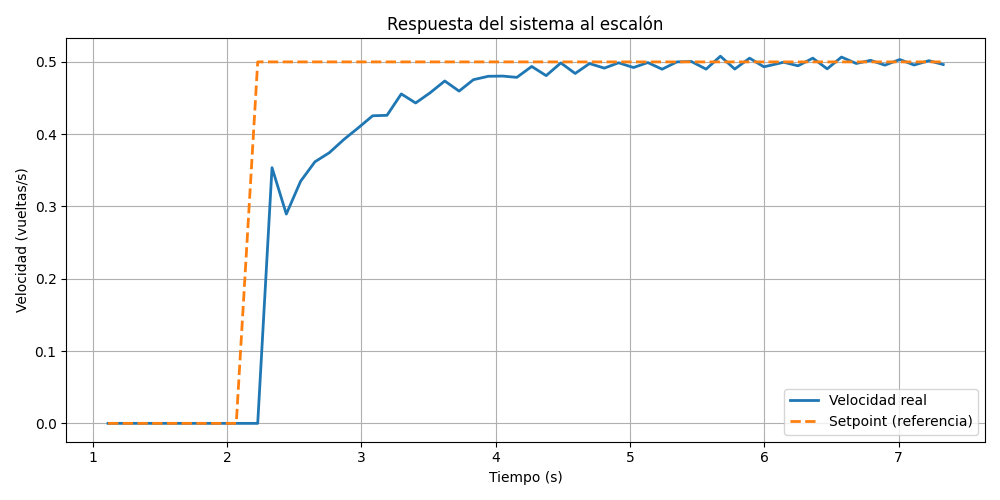 Respuesta del sistema al escalón
Velocidad (vueltas/s)
0.5
0.4
0.3
0.2
0.1
0.0
1
2
3
4
5
6
7
Tiempo (s)
Velocidad real
Setpoint (referencia)